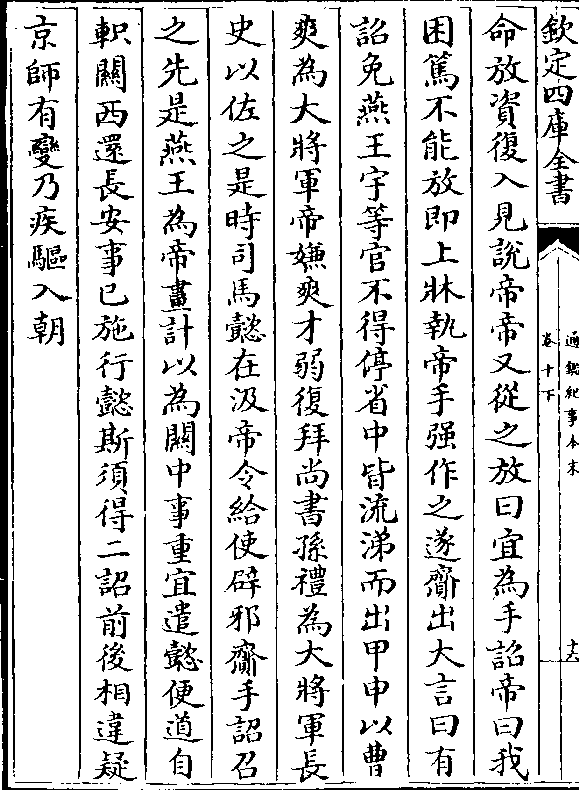 欽定四庫全書
通鑑紀事本末
卷十下
十六
命放資復入見說帝帝又從之放曰宜為手詔帝曰我
困篤不能放即上牀執帝手强作之遂齎出大言曰有
詔免燕王宇等官不得停省中皆流涕而出甲申以曹
爽為大將軍帝嫌爽才弱復拜尚書孫禮為大將軍長
史以佐之是時司馬懿在汲帝令給使辟邪齎手詔召
之先是燕王為帝畫計以為關中事重宜遣懿便道自
軹關西還長安事已施行懿斯須得二詔前後相違疑
京師有變乃疾驅入朝